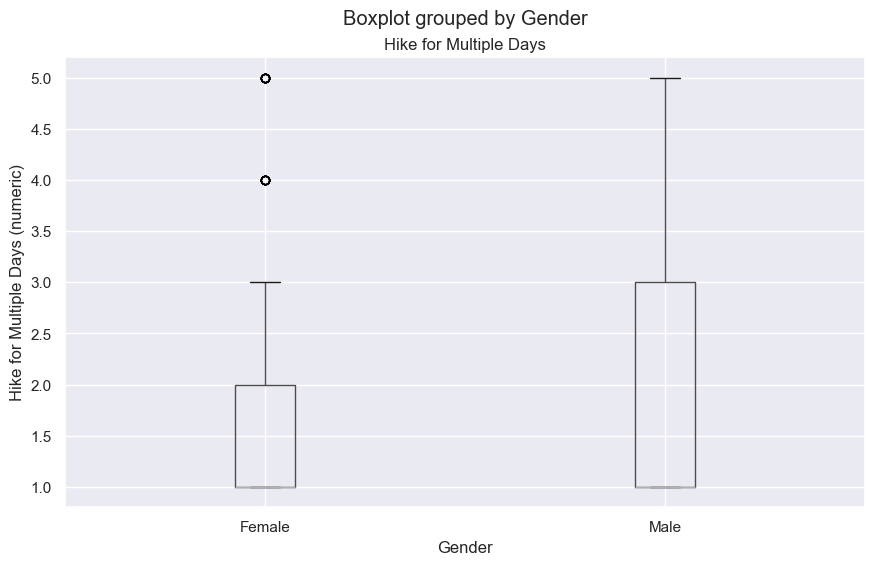 Boxplot grouped by Gender
Hike for Multiple Days
Hike for Multiple Days (numeric)
5.0
4.5
4.0
3.5
3.0
2.5
2.0
1.5
1.0
Female
Male
Gender